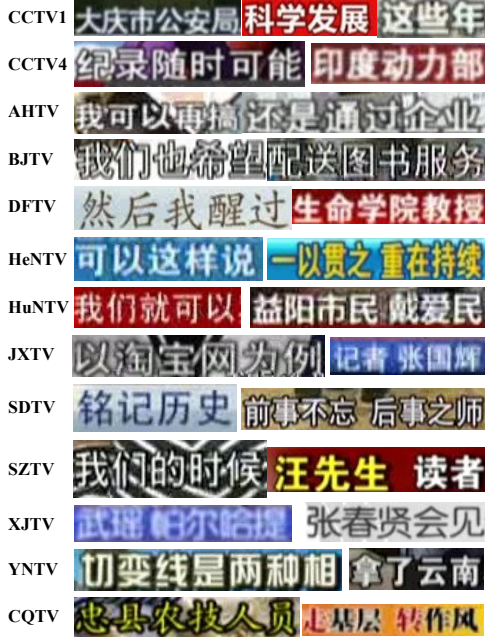 CCTV1 大庆市公安局 科学发展 这些年
CCTV4 纪录随时可能 印度动力部
AHTV 我可以再搞 还是通过企业
BJTV 我们也希望 配送图书服务
DFTV 然后我醒过 生命学院教授
HeNTV 可以这样说 一以贯之 重在持续
HuNTV 我们就可以 益阳市民 戴爱民
JXTV 以淘宝网为例 记者 张国辉
SDTV 铭记历史 前事不忘 后事之师
SZTV 我们的时候 汪先生 读者
XJTV 武瑶 帕尔哈提 张春贤会见
YNTV 切变线是两种相 拿了云南
CQTV 忠县农技人员 走基层 转作风